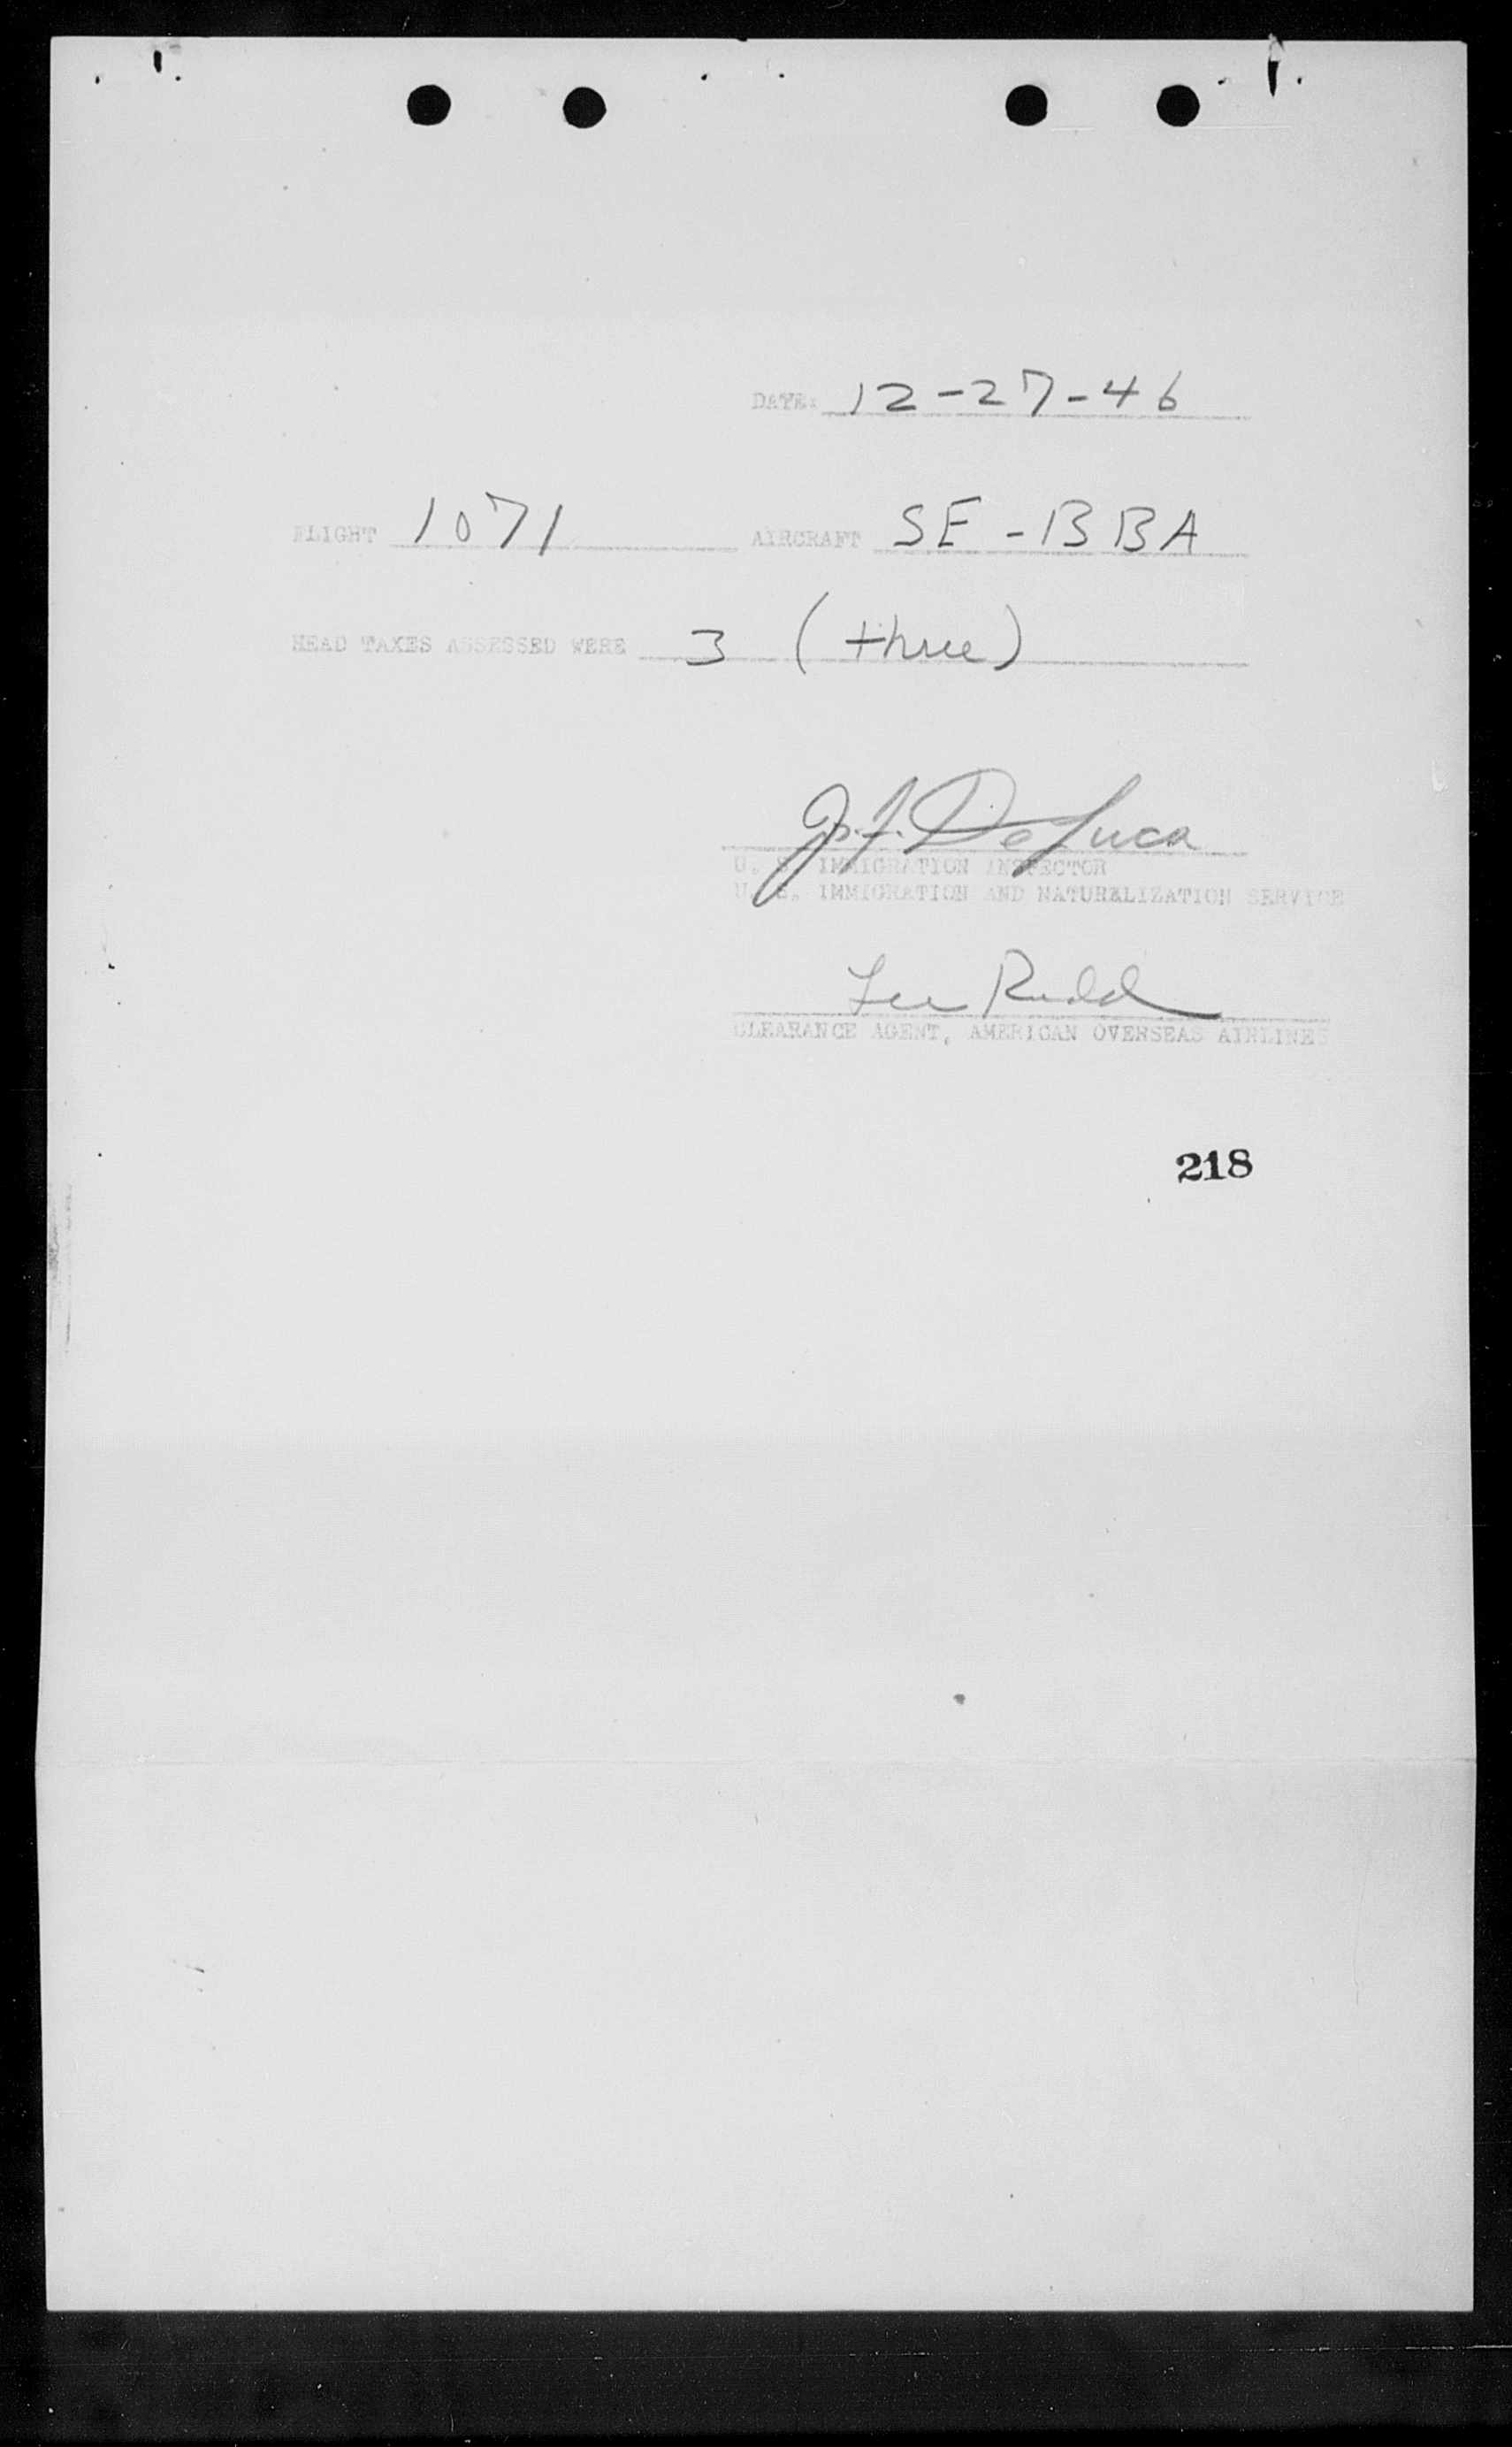 DATE: 12-27-46
FLIGHT 1071 AIRCRAFT SE-BBA
HEAD TAXES ASSESSED WERE 3 (three)
J. F. DeLuca
U. S. IMMIGRATION INSPECTOR
U. S. IMMIGRATION AND NATURALIZATION SERVICE
Lee Rudd
CLEARANCE AGENT, AMERICAN OVERSEAS AIRLINES
218